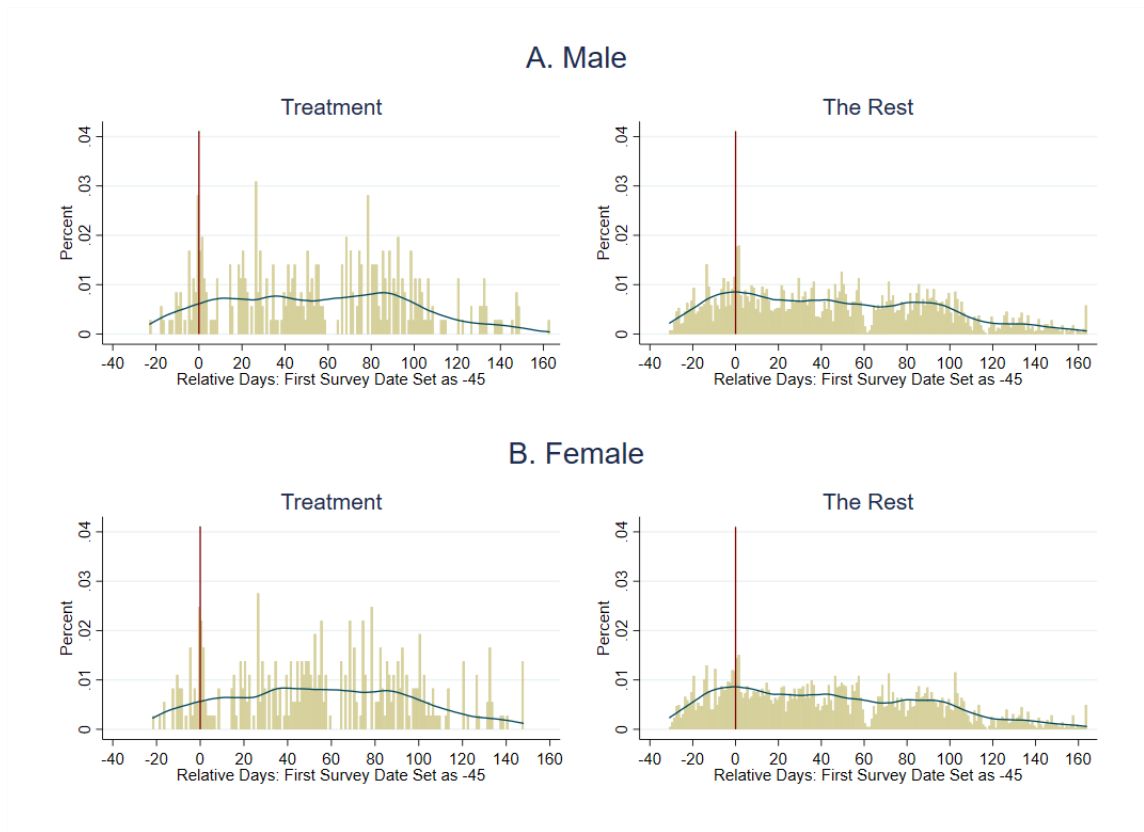 A. Male
Treatment
The Rest
Percent
0 .01 .02 .03 .04
-40 -20 0 20 40 60 80 100 120 140 160
Relative Days: First Survey Date Set as -45
Percent
0 .01 .02 .03 .04
-40 -20 0 20 40 60 80 100 120 140 160
Relative Days: First Survey Date Set as -45
B. Female
Treatment
The Rest
Percent
0 .01 .02 .03 .04
-40 -20 0 20 40 60 80 100 120 140 160
Relative Days: First Survey Date Set as -45
Percent
0 .01 .02 .03 .04
-40 -20 0 20 40 60 80 100 120 140 160
Relative Days: First Survey Date Set as -45